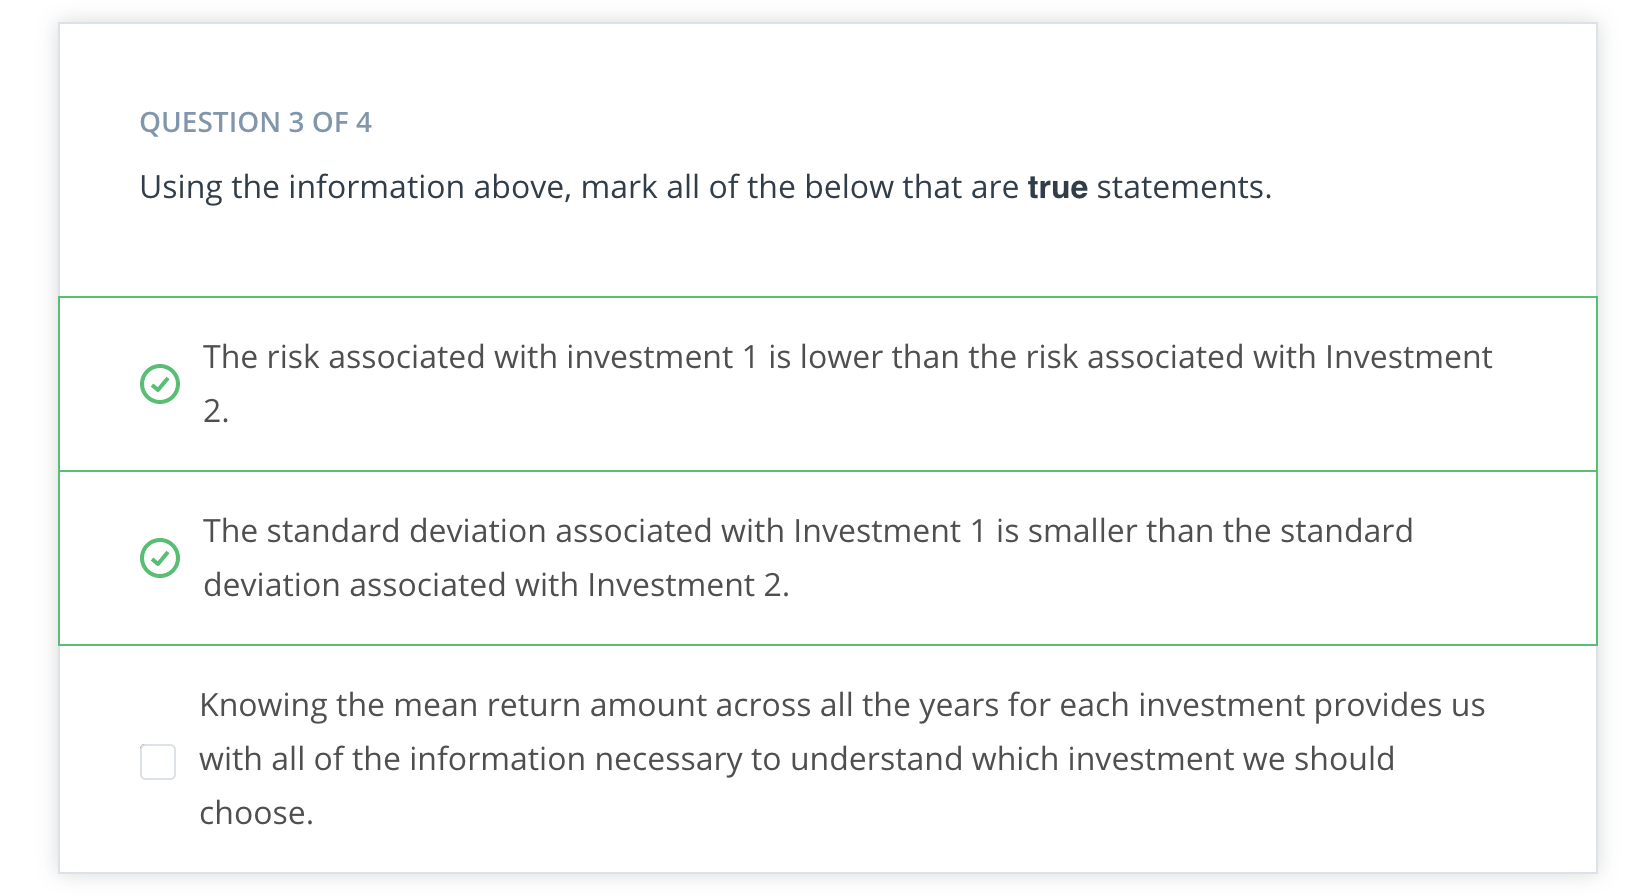 QUESTION 3 OF 4
Using the information above, mark all of the below that are true statements.
The risk associated with investment 1 is lower than the risk associated with Investment
2.
The standard deviation associated with Investment 1 is smaller than the standard
deviation associated with Investment 2.
Knowing the mean return amount across all the years for each investment provides us
with all of the information necessary to understand which investment we should
choose.